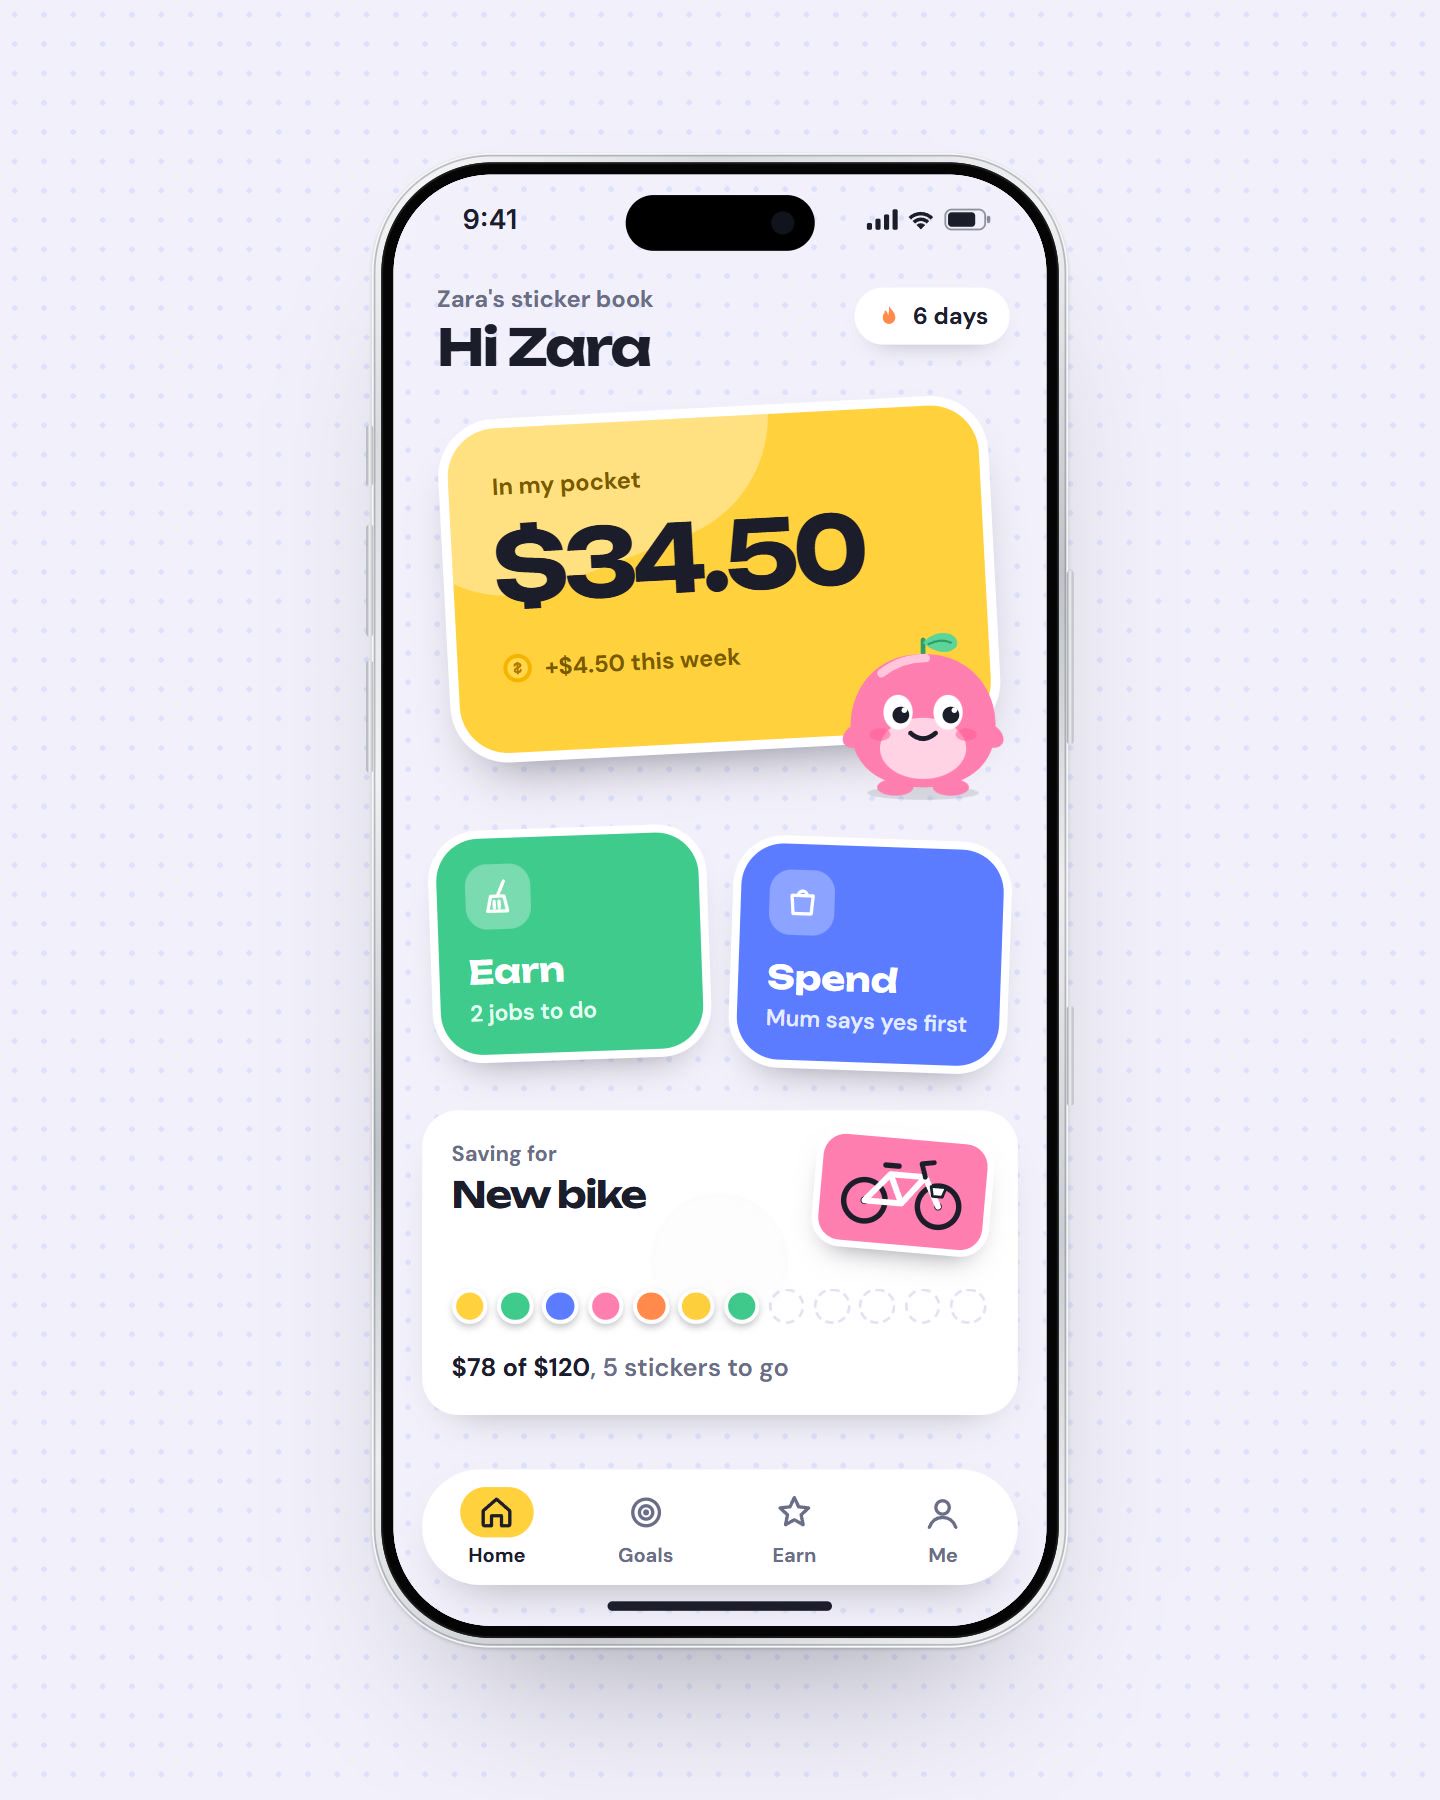 9:41
Zara's sticker book
Hi Zara
6 days
In my pocket
$34.50
+$4.50 this week
Earn
2 jobs to do
Spend
Mum says yes first
Saving for
New bike
$78 of $120, 5 stickers to go
Home
Goals
Earn
Me